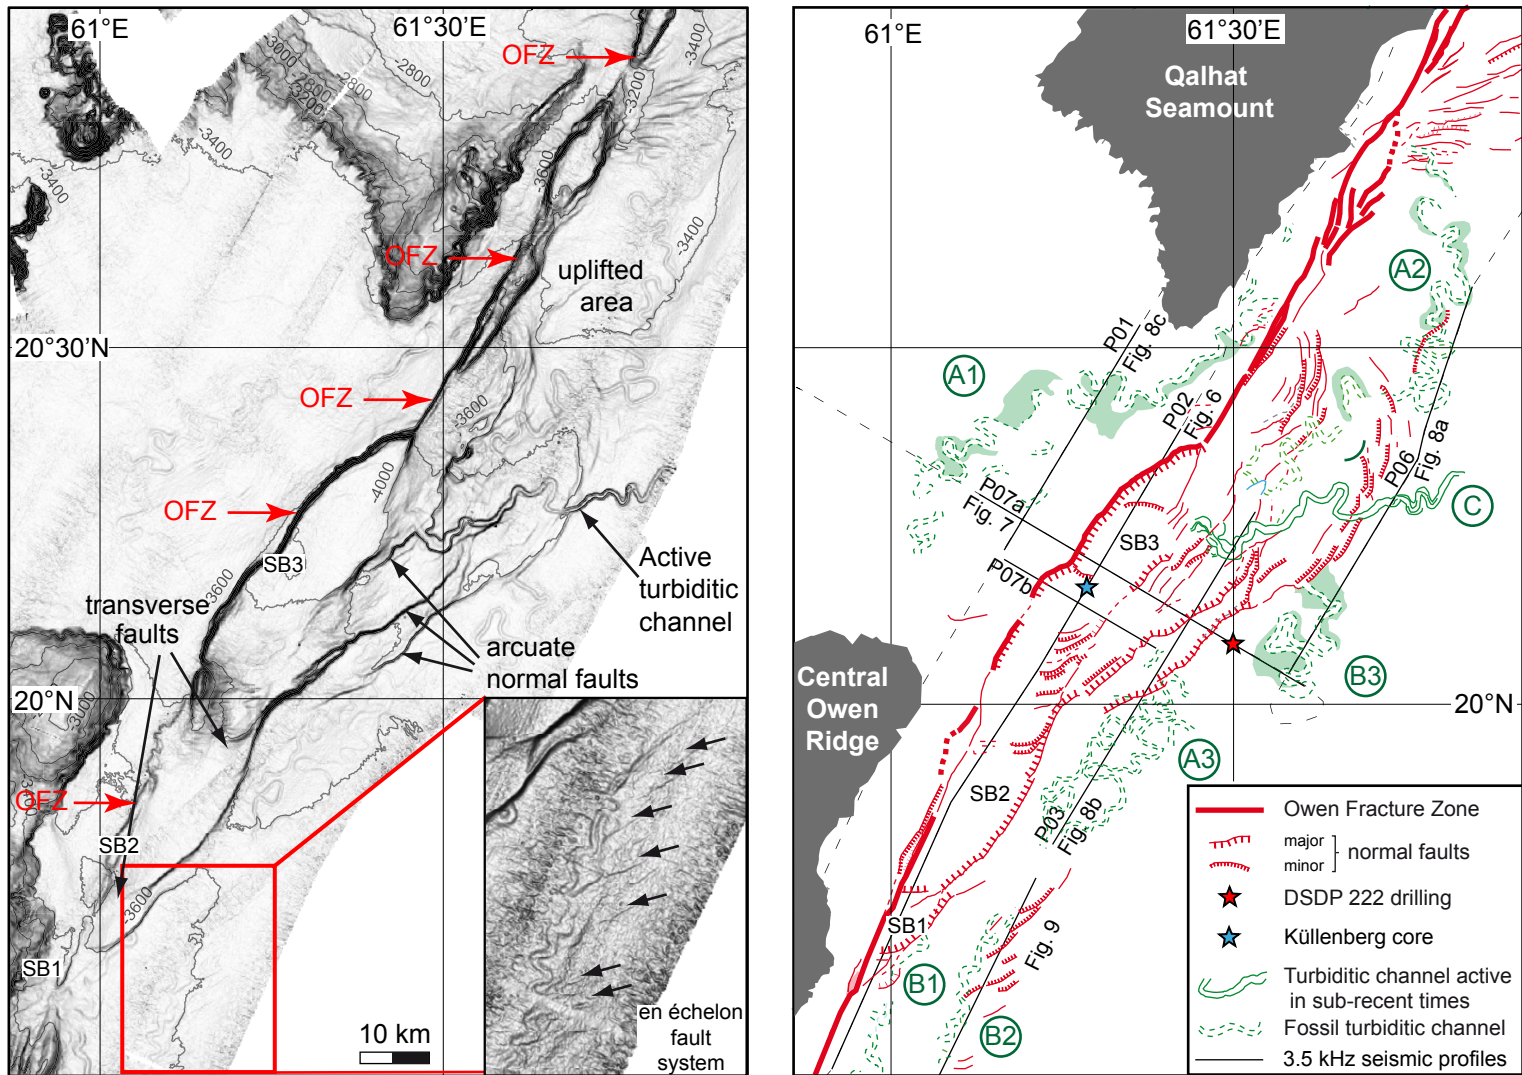 61°E
61°30'E
OFZ
-3000
-2800
-3200
-2800
-2800
-3400
-3200
-3400
-3400
-3600
OFZ
-3400
uplifted
area
20°30'N
OFZ
-3600
-4000
OFZ
SB3
-3600
Active
turbiditic
channel
transverse
faults
arcuate
normal faults
20°N
-3000
OFZ
SB2
-3600
SB1
10 km
en échelon
fault
system
61°E
61°30'E
Qalhat
Seamount
A2
P01
Fig. 8c
A1
P02
Fig. 6
P06
Fig. 8a
P07a
Fig. 7
C
SB3
P07b
Central
Owen
Ridge
B3
20°N
A3
SB2
P03
Fig. 8b
SB1
Fig. 9
B1
B2
Owen Fracture Zone
major
minor
normal faults
DSDP 222 drilling
Küllenberg core
Turbiditic channel active
in sub-recent times
Fossil turbiditic channel
3.5 kHz seismic profiles